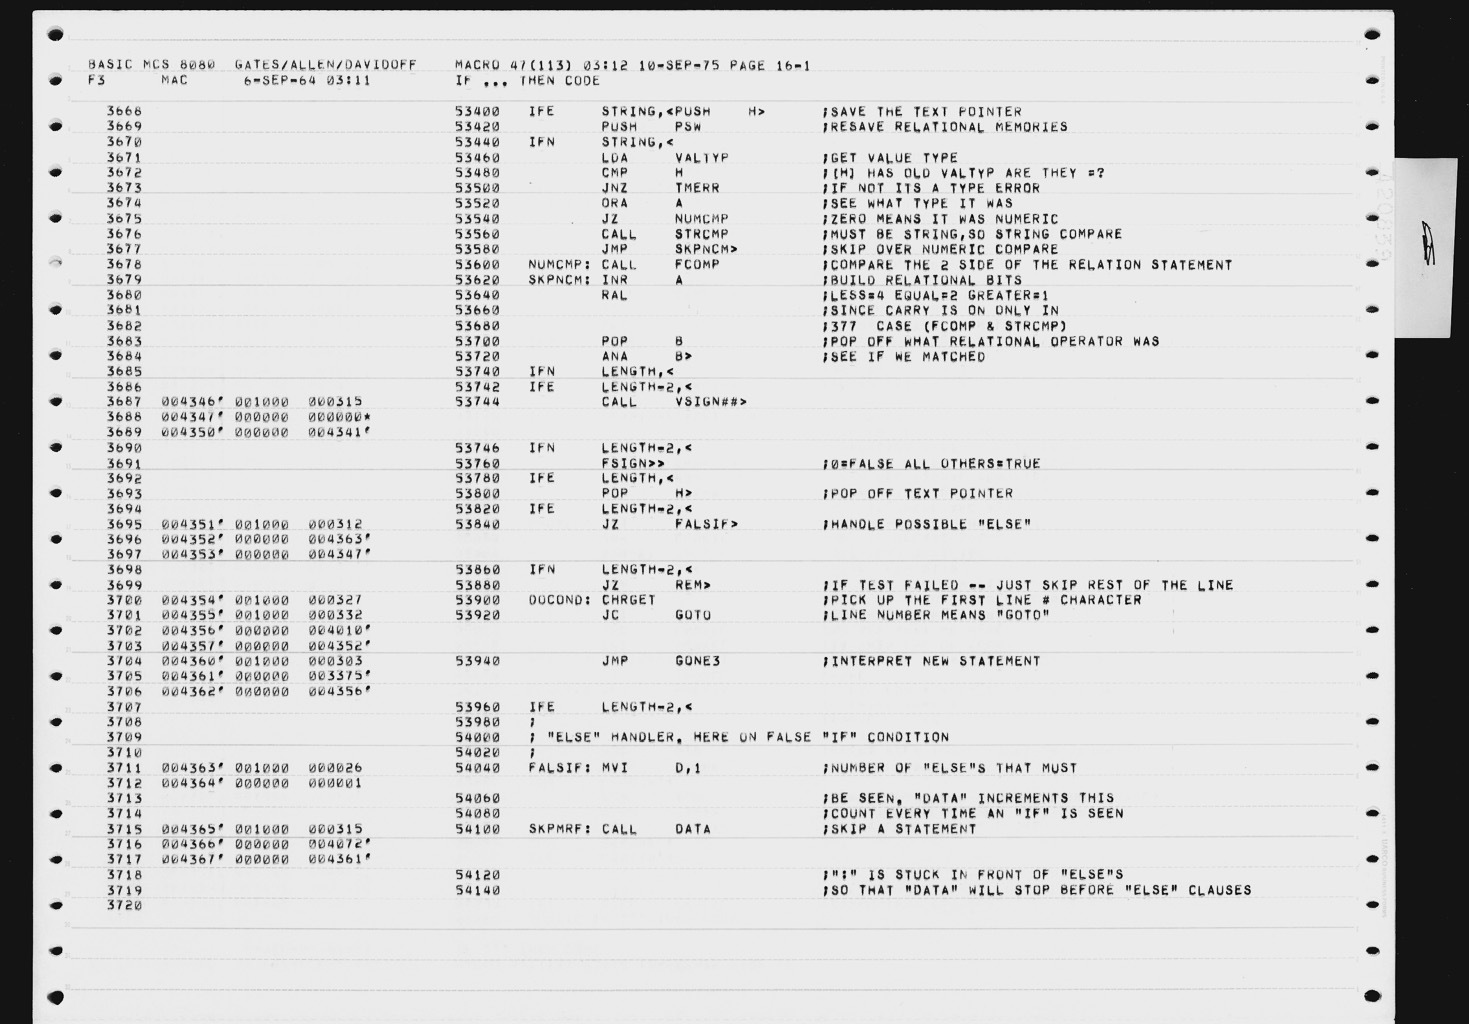 BASIC MCS 8080  GATES/ALLEN/DAVIDOFF    MACRO 47(113) 03:12 10-SEP-75 PAGE 16-1
F3      MAC      6-SEP-64 03:11         IF ... THEN CODE
3668    53400   IFE     STRING,<PUSH    H>      ;SAVE THE TEXT POINTER
3669    53420           PUSH    PSW             ;RESAVE RELATIONAL MEMORIES
3670    53440   IFN     STRING,<
3671    53460           LDA     VALTYP          ;GET VALUE TYPE
3672    53480           CMP     H               ;[H] HAS OLD VALTYP ARE THEY =?
3673    53500           JNZ     TMERR           ;IF NOT ITS A TYPE ERROR
3674    53520           ORA     A               ;SEE WHAT TYPE IT WAS
3675    53540           JZ      NUMCMP          ;ZERO MEANS IT WAS NUMERIC
3676    53560           CALL    STRCMP          ;MUST BE STRING,SO STRING COMPARE
3677    53580           JMP     SKPNCM>         ;SKIP OVER NUMERIC COMPARE
3678    53600   NUMCMP: CALL    FCOMP           ;COMPARE THE 2 SIDE OF THE RELATION STATEMENT
3679    53620   SKPNCM: INR     A               ;BUILD RELATIONAL BITS
3680    53640           RAL                     ;LESS=4 EQUAL=2 GREATER=1
3681    53660                                   ;SINCE CARRY IS ON ONLY IN
3682    53680                                   ;377  CASE (FCOMP & STRCMP)
3683    53700           POP     B               ;POP OFF WHAT RELATIONAL OPERATOR WAS
3684    53720           ANA     B>              ;SEE IF WE MATCHED
3685    53740   IFN     LENGTH,<
3686    53742   IFE     LENGTH-2,<
3687  004346' 001000  000315    53744           CALL    VSIGN##>
3688  004347' 000000  000000*
3689  004350' 000000  004341'
3690    53746   IFN     LENGTH-2,<
3691    53760           FSIGN>>                 ;0=FALSE ALL OTHERS=TRUE
3692    53780   IFE     LENGTH,<
3693    53800           POP     H>              ;POP OFF TEXT POINTER
3694    53820   IFE     LENGTH-2,<
3695  004351' 001000  000312    53840           JZ      FALSIF>         ;HANDLE POSSIBLE "ELSE"
3696  004352' 000000  004363'
3697  004353' 000000  004347'
3698    53860   IFN     LENGTH-2,<
3699    53880           JZ      REM>            ;IF TEST FAILED -- JUST SKIP REST OF THE LINE
3700  004354' 001000  000327    53900   DOCOND: CHRGET                  ;PICK UP THE FIRST LINE # CHARACTER
3701  004355' 001000  000332    53920           JC      GOTO            ;LINE NUMBER MEANS "GOTO"
3702  004356' 000000  004010'
3703  004357' 000000  004352'
3704  004360' 001000  000303    53940           JMP     GONE3           ;INTERPRET NEW STATEMENT
3705  004361' 000000  003375'
3706  004362' 000000  004356'
3707    53960   IFE     LENGTH-2,<
3708    53980   ;
3709    54000   ; "ELSE" HANDLER. HERE ON FALSE "IF" CONDITION
3710    54020   ;
3711  004363' 001000  000026    54040   FALSIF: MVI     D,1             ;NUMBER OF "ELSE"S THAT MUST
3712  004364' 000000  000001
3713    54060                                   ;BE SEEN. "DATA" INCREMENTS THIS
3714    54080                                   ;COUNT EVERY TIME AN "IF" IS SEEN
3715  004365' 001000  000315    54100   SKPMRF: CALL    DATA            ;SKIP A STATEMENT
3716  004366' 000000  004072'
3717  004367' 000000  004361'
3718    54120                                   ;":" IS STUCK IN FRONT OF "ELSE"S
3719    54140                                   ;SO THAT "DATA" WILL STOP BEFORE "ELSE" CLAUSES
3720